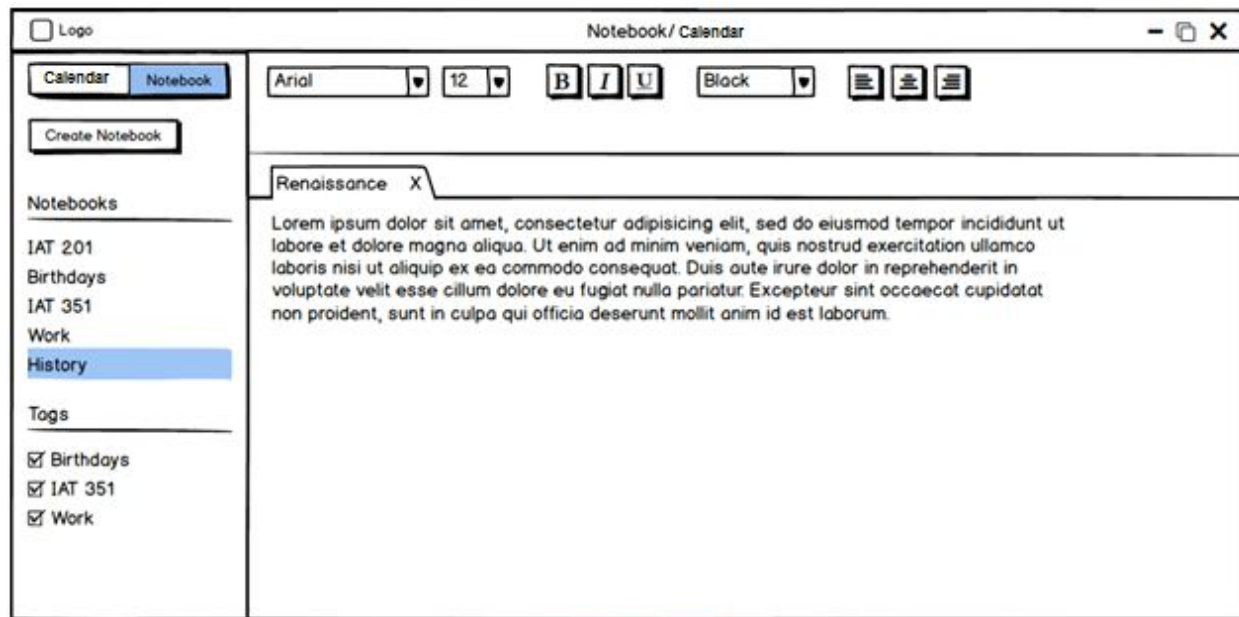 Logo
Notebook/ Calendar
Calendar Notebook
Create Notebook
Notebooks
IAT 201
Birthdays
IAT 351
Work
History
Tags
Birthdays
IAT 351
Work
Arial 12 B I U Black
Renaissance X
Lorem ipsum dolor sit amet, consectetur adipisicing elit, sed do eiusmod tempor incididunt ut
labore et dolore magna aliqua. Ut enim ad minim veniam, quis nostrud exercitation ullamco
laboris nisi ut aliquip ex ea commodo consequat. Duis aute irure dolor in reprehenderit in
voluptate velit esse cillum dolore eu fugiat nulla pariatur. Excepteur sint occaecat cupidatat
non proident, sunt in culpa qui officia deserunt mollit anim id est laborum.